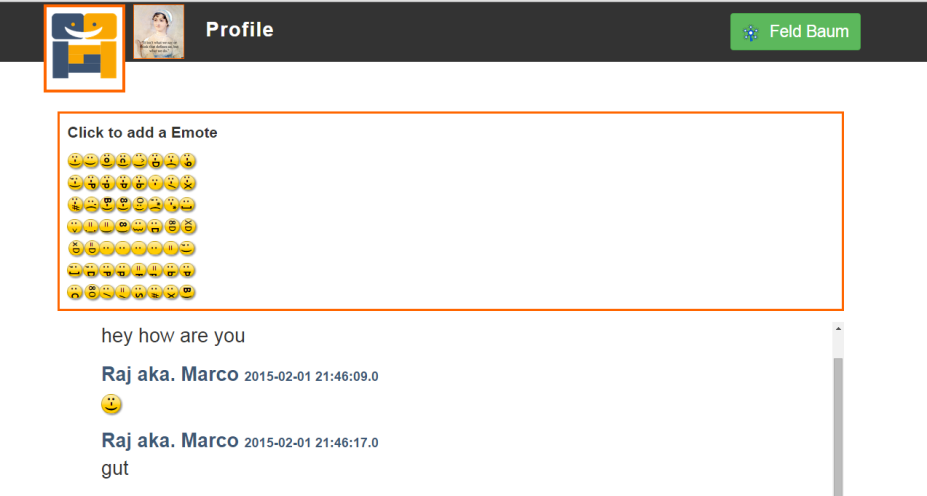 Profile
Feld Baum
Click to add a Emote
hey how are you
Raj aka. Marco 2015-02-01 21:46:09.0
Raj aka. Marco 2015-02-01 21:46:17.0
gut